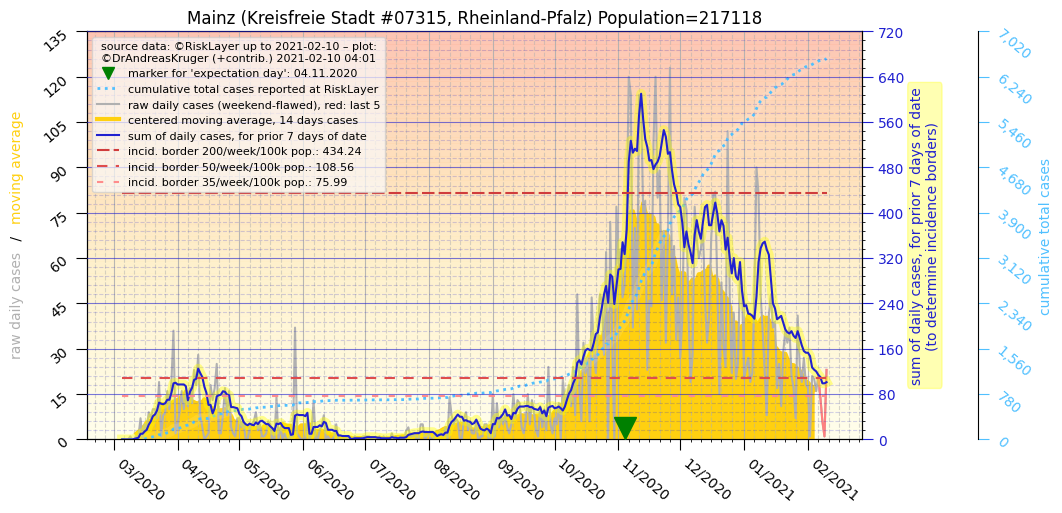 Mainz (Kreisfreie Stadt #07315, Rheinland-Pfalz) Population=217118
source data: ©RiskLayer up to 2021-02-10 – plot:
©DrAndreasKruger (+contrib.) 2021-02-10 04:01
marker for 'expectation day': 04.11.2020
cumulative total cases reported at RiskLayer
raw daily cases (weekend-flawed), red: last 5
centered moving average, 14 days cases
sum of daily cases, for prior 7 days of date
incid. border 200/week/100k pop.: 434.24
incid. border 50/week/100k pop.: 108.56
incid. border 35/week/100k pop.: 75.99
raw daily cases / moving average
135
120
105
90
75
60
45
30
15
0
03/2020
04/2020
05/2020
06/2020
07/2020
08/2020
09/2020
10/2020
11/2020
12/2020
01/2021
02/2021
720
640
560
480
400
320
240
160
80
0
sum of daily cases, for prior 7 days of date
(to determine incidence borders)
7,020
6,240
5,460
4,680
3,900
3,120
2,340
1,560
780
0
cumulative total cases